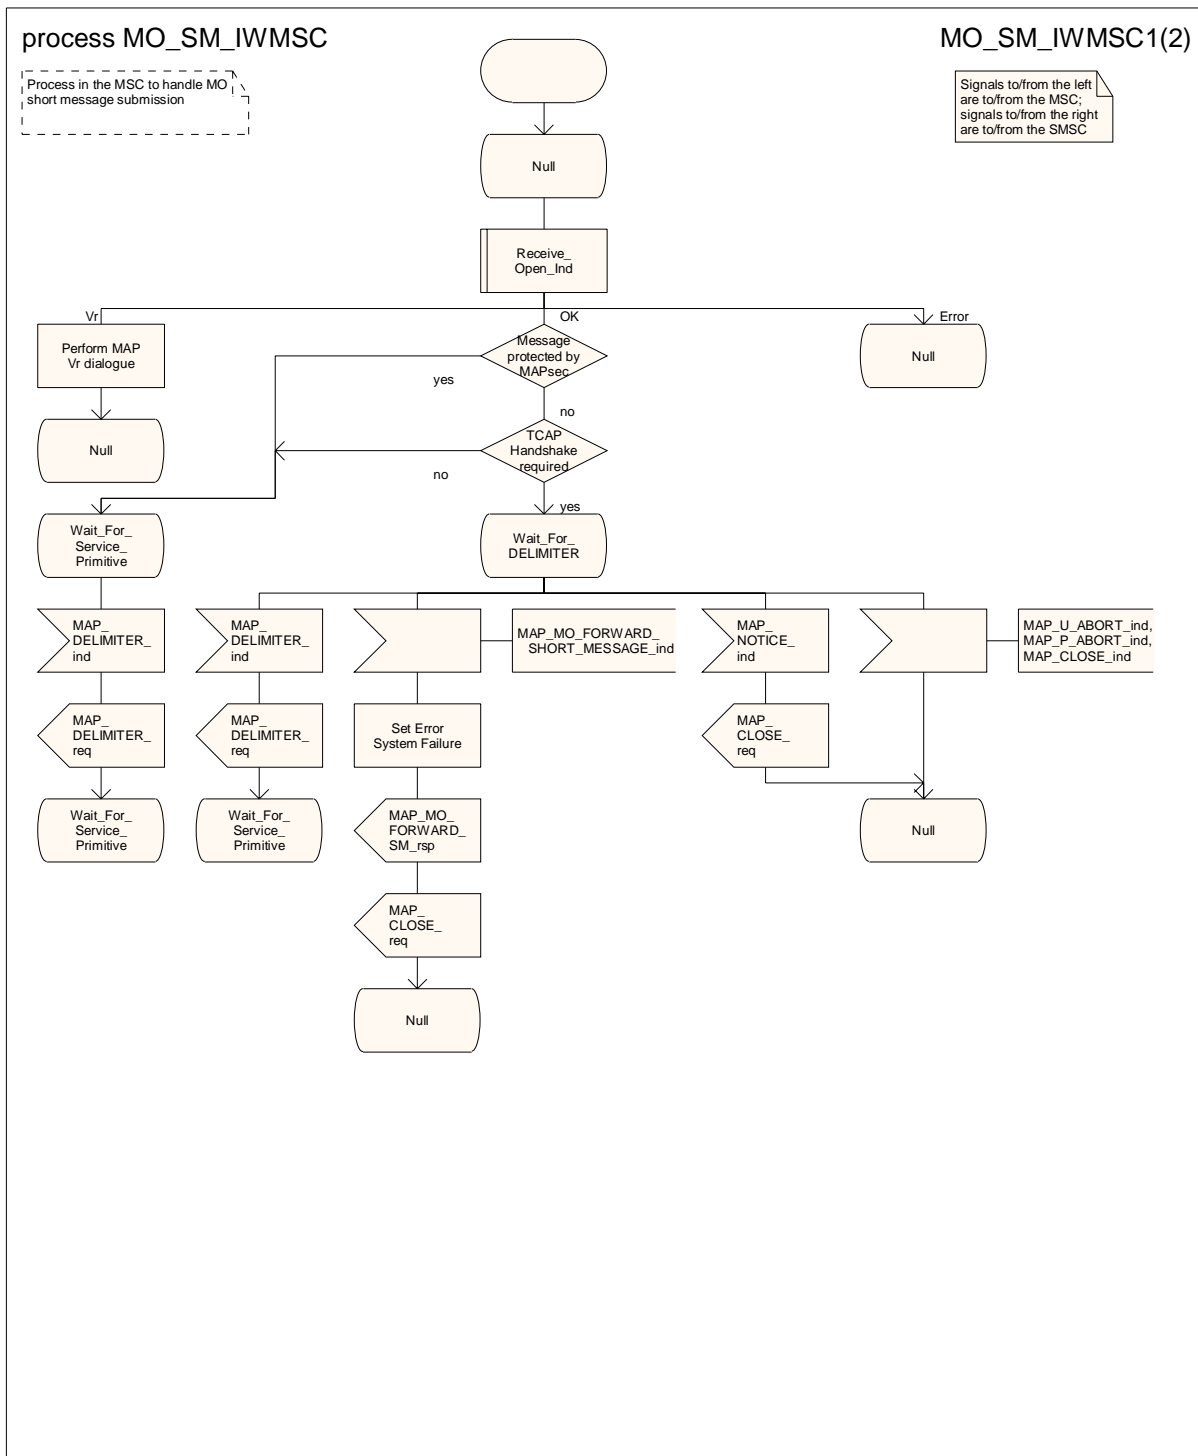 process MO_SM_IWMSC
MO_SM_IWMSC1(2)
Process in the MSC to handle MO
short message submission
Signals to/from the left
are to/from the MSC;
signals to/from the right
are to/from the SMSC
Null
Receive_
Open_Ind
Vr
OK
Error
Perform MAP
Vr dialogue
Message
protected by
MAPsec
Null
yes
no
Null
TCAP
Handshake
required
no
yes
Wait_For_
Service_
Primitive
Wait_For_
DELIMITER
MAP_
DELIMITER_
ind
MAP_
DELIMITER_
ind
MAP_MO_FORWARD_
SHORT_MESSAGE_ind
MAP_
NOTICE_
ind
MAP_U_ABORT_ind,
MAP_P_ABORT_ind,
MAP_CLOSE_ind
MAP_
DELIMITER_
req
MAP_
DELIMITER_
req
Set Error
System Failure
MAP_
CLOSE_
req
Wait_For_
Service_
Primitive
Wait_For_
Service_
Primitive
MAP_MO_
FORWARD_
SM_rsp
Null
MAP_
CLOSE_
req
Null